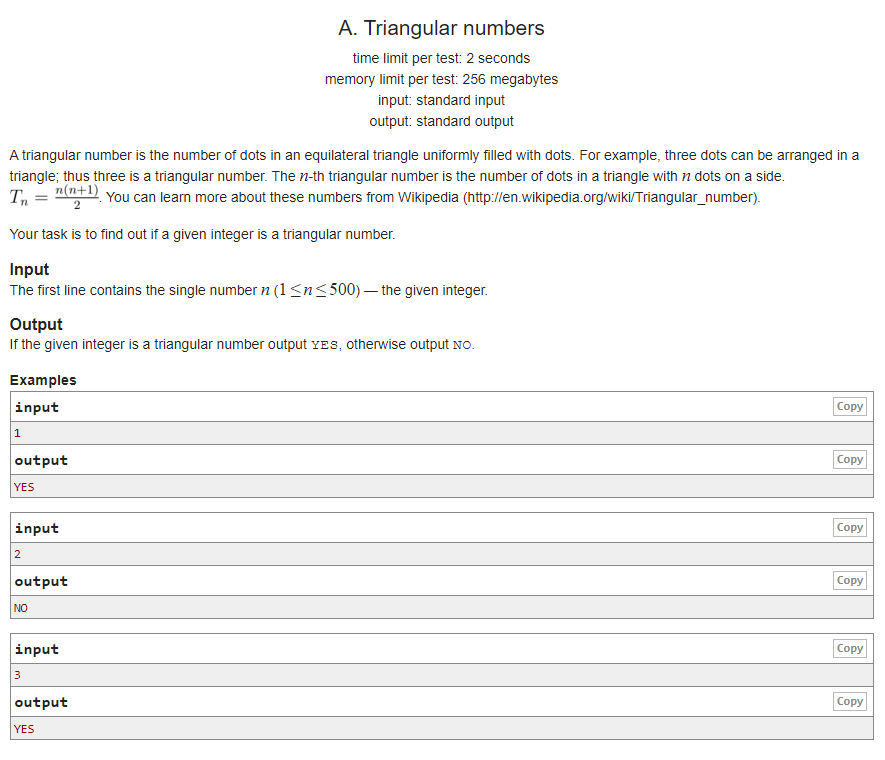 A. Triangular numbers
time limit per test: 2 seconds
memory limit per test: 256 megabytes
input: standard input
output: standard output
A triangular number is the number of dots in an equilateral triangle uniformly filled with dots. For example, three dots can be arranged in a
triangle; thus three is a triangular number. The n-th triangular number is the number of dots in a triangle with n dots on a side.
T_n = n(n+1)/2. You can learn more about these numbers from Wikipedia (http://en.wikipedia.org/wiki/Triangular_number).
Your task is to find out if a given integer is a triangular number.
Input
The first line contains the single number n (1 ≤ n ≤ 500) — the given integer.
Output
If the given integer is a triangular number output YES, otherwise output NO.
Examples
input Copy
1
output Copy
YES
input Copy
2
output Copy
NO
input Copy
3
output Copy
YES